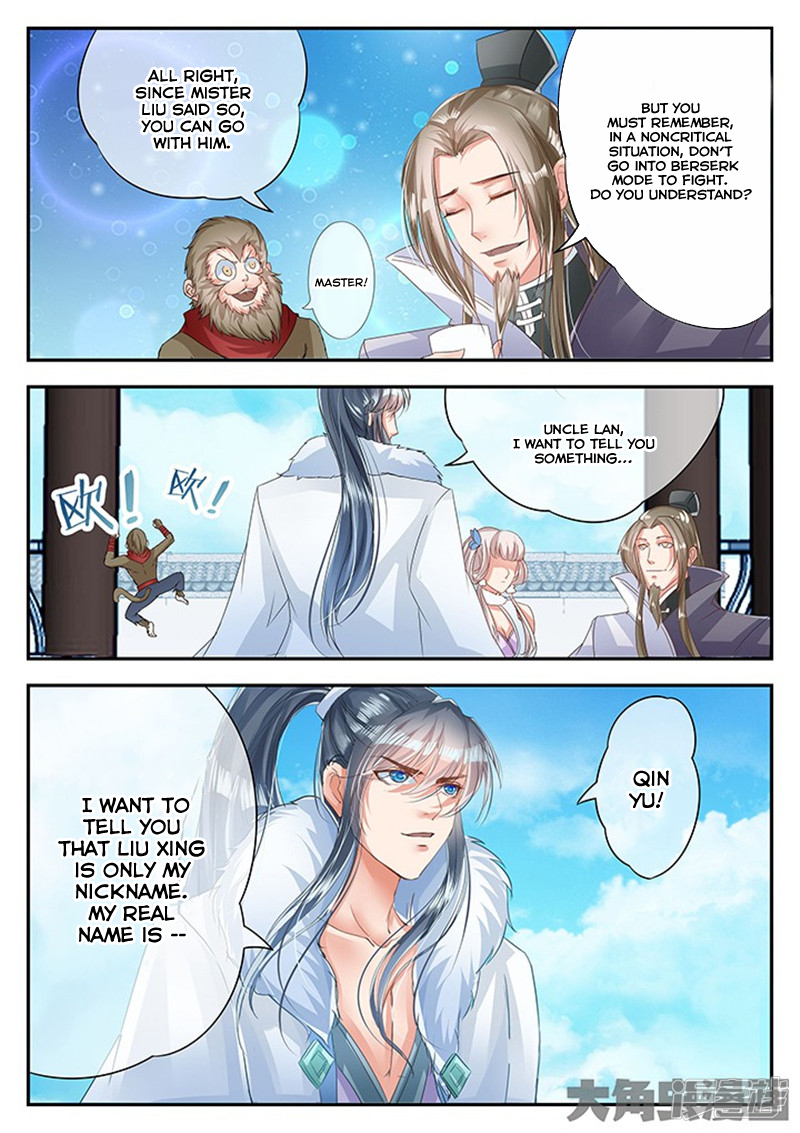 ALL RIGHT,
SINCE MISTER
LIU SAID SO,
YOU CAN GO
WITH HIM.
BUT YOU
MUST REMEMBER,
IN A NONCRITICAL
SITUATION, DON'T
GO INTO BERSERK
MODE TO FIGHT.
DO YOU UNDERSTAND?
MASTER!
UNCLE LAN,
I WANT TO TELL YOU
SOMETHING...
欧! 欧!
I WANT TO
TELL YOU
THAT LIU XING
IS ONLY MY
NICKNAME.
MY REAL
NAME IS --
QIN
YU!
大角虫